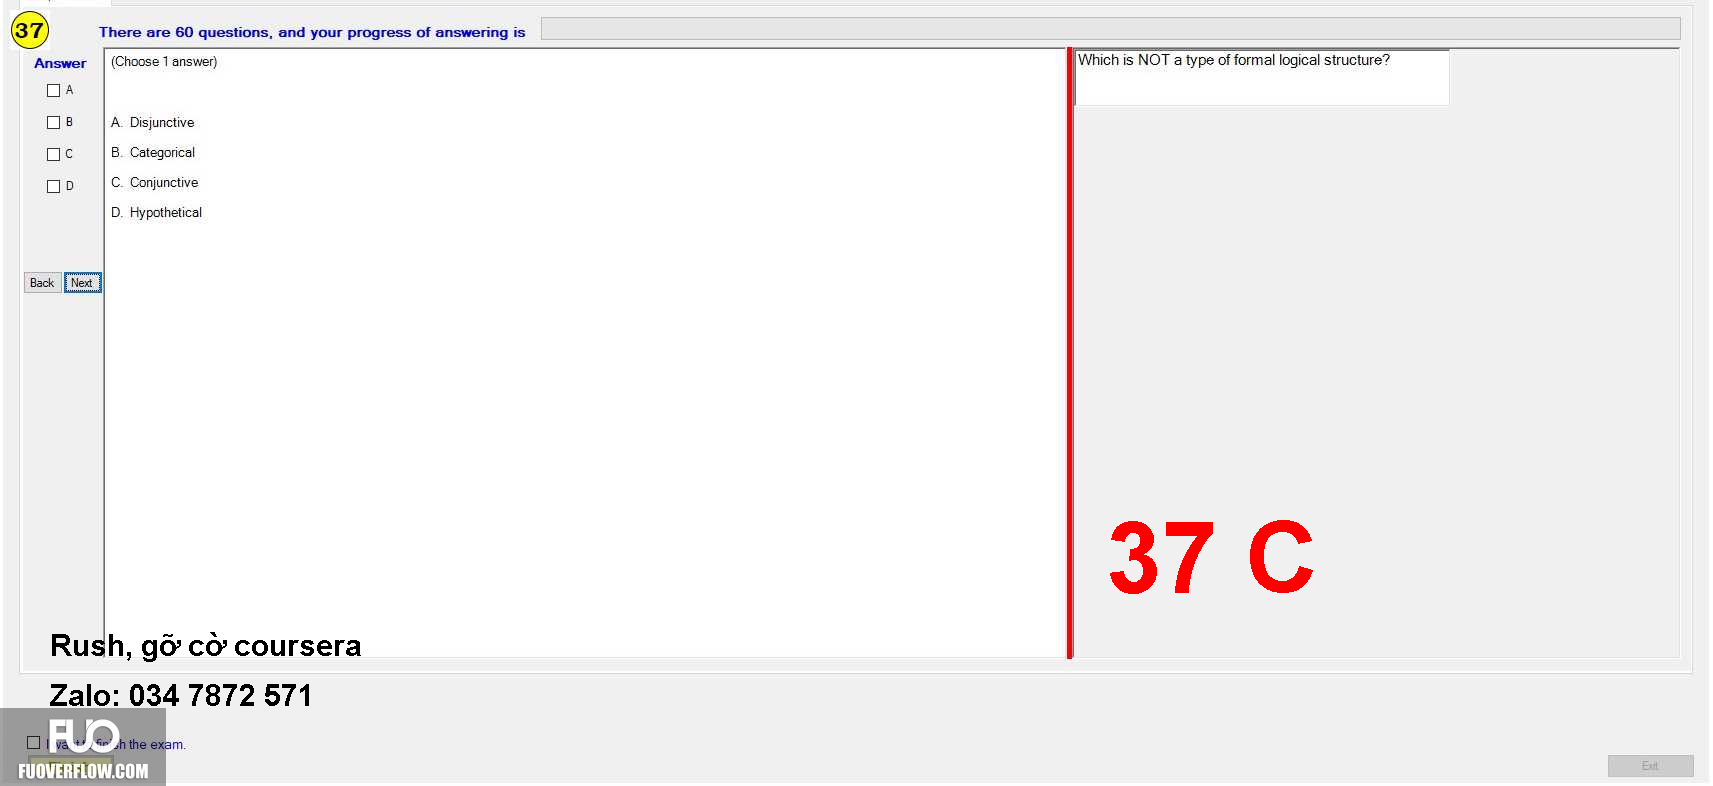 37
There are 60 questions, and your progress of answering is
Answer
A
B
C
D
Back
Next
(Choose 1 answer)
A. Disjunctive
B. Categorical
C. Conjunctive
D. Hypothetical
Which is NOT a type of formal logical structure?
37 C
Rush, gỡ cờ coursera
Zalo: 034 7872 571
I want to finish the exam.
FUO
FUOVERFLOW.COM
Exit